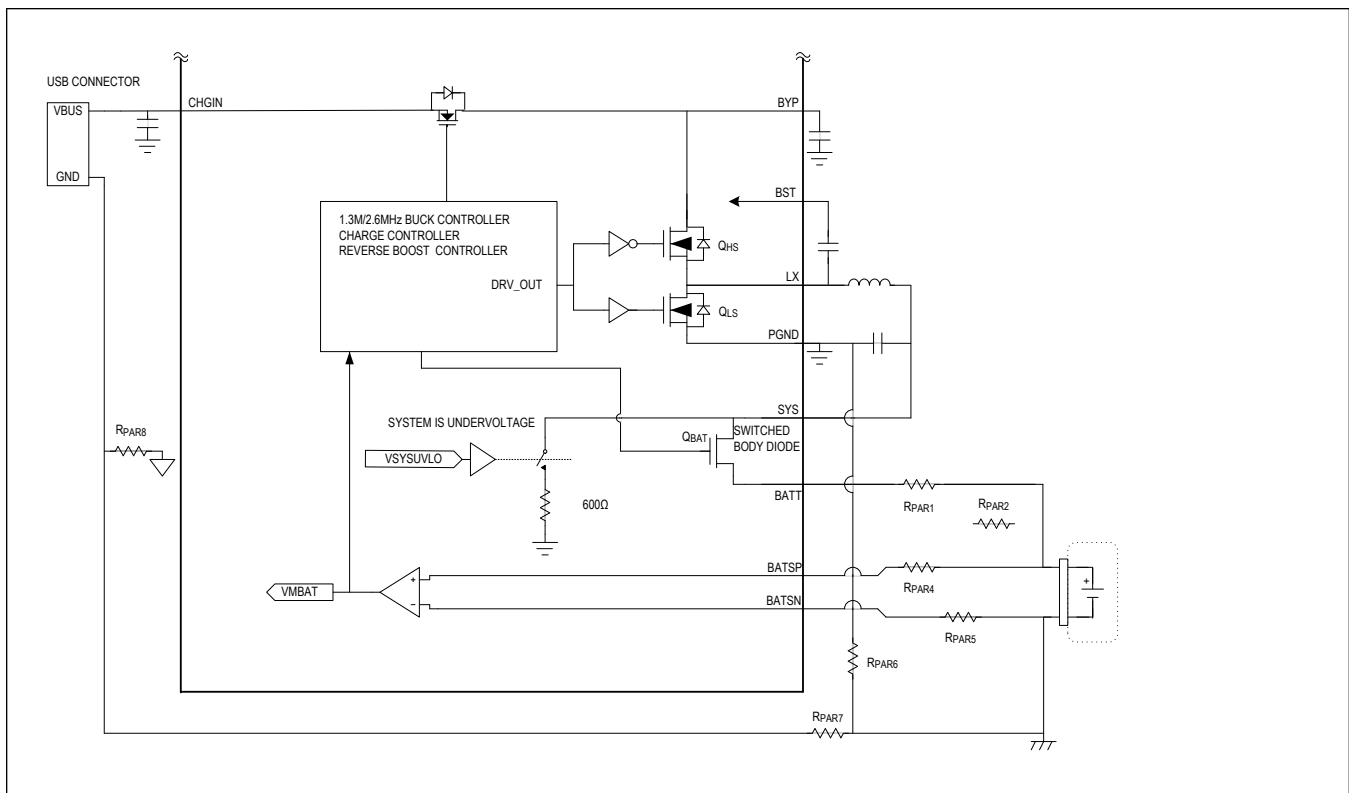 USB CONNECTOR
VBUS
GND
CHGIN
BYP
BST
1.3M/2.6MHz BUCK CONTROLLER
CHARGE CONTROLLER
REVERSE BOOST CONTROLLER
DRV_OUT
QHS
LX
QLS
PGND
SYS
SYSTEM IS UNDERVOLTAGE
QBAT
SWITCHED
BODY DIODE
RPAR8
VSYSUVLO
BATT
RPAR1
RPAR2
600Ω
BATSP
RPAR4
VMBAT
+
−
BATSN
+
RPAR5
RPAR6
RPAR7